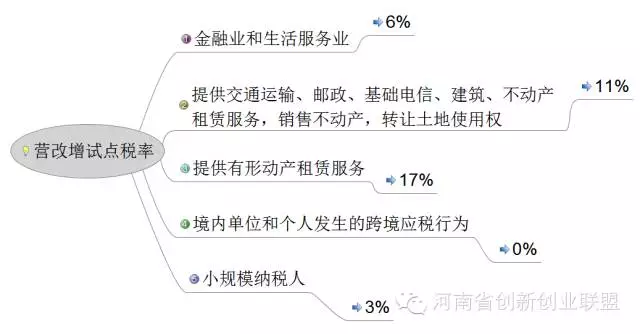 营改增试点税率
1 金融业和生活服务业
6%
2 提供交通运输、邮政、基础电信、建筑、不动产
租赁服务，销售不动产，转让土地使用权
11%
3 提供有形动产租赁服务
17%
4 境内单位和个人发生的跨境应税行为
0%
5 小规模纳税人
3%
河南省创新创业联盟